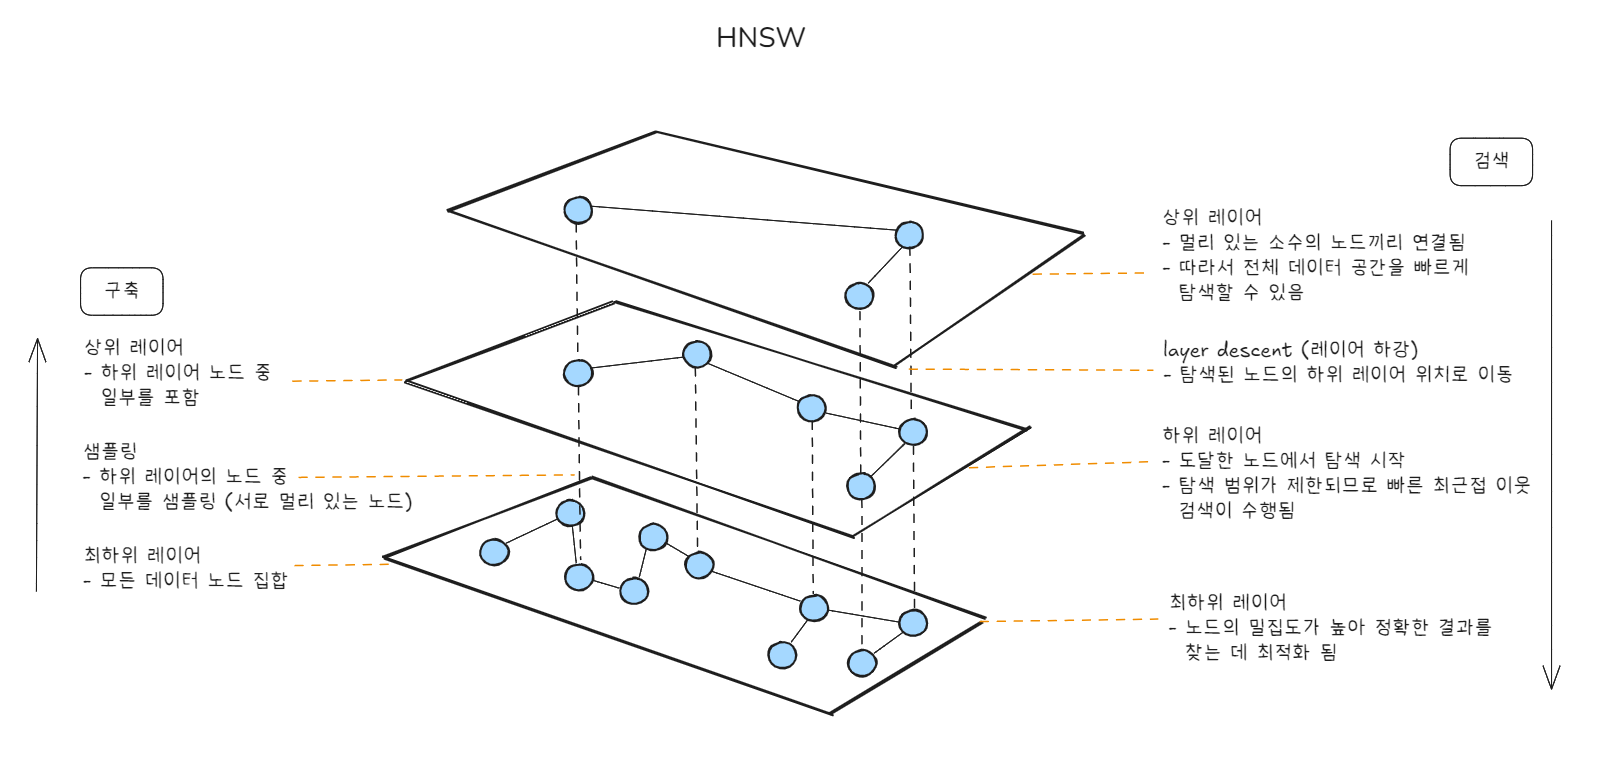 HNSW
구축
상위 레이어
- 하위 레이어 노드 중
일부를 포함
샘플링
- 하위 레이어의 노드 중
일부를 샘플링 (서로 멀리 있는 노드)
최하위 레이어
- 모든 데이터 노드 집합
검색
상위 레이어
- 멀리 있는 소수의 노드끼리 연결됨
- 따라서 전체 데이터 공간을 빠르게
탐색할 수 있음
layer descent (레이어 하강)
- 탐색된 노드의 하위 레이어 위치로 이동
하위 레이어
- 도달한 노드에서 탐색 시작
- 탐색 범위가 제한되므로 빠른 최근접 이웃
검색이 수행됨
최하위 레이어
- 노드의 밀집도가 높아 정확한 결과를
찾는 데 최적화 됨